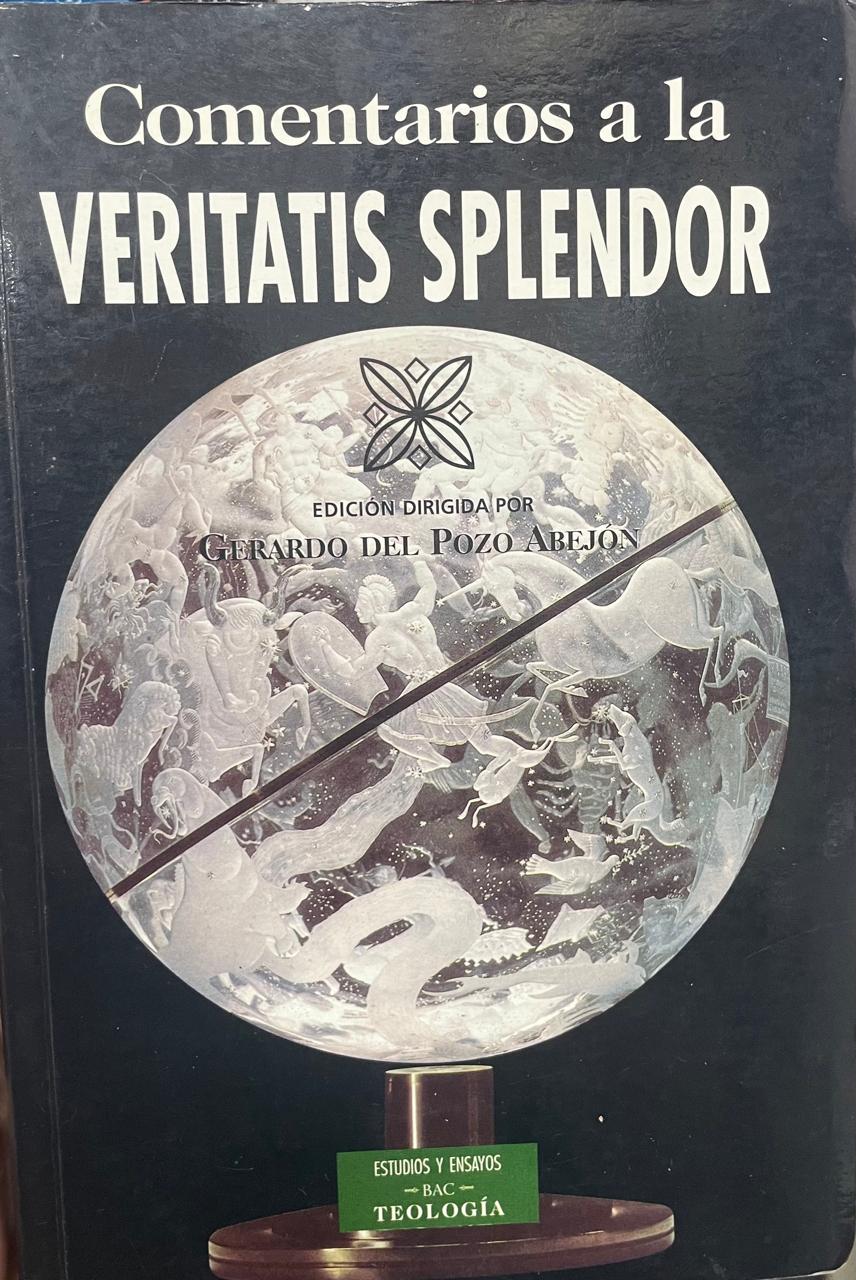 Comentarios a la
VERITATIS SPLENDOR
EDICIÓN DIRIGIDA POR
GERARDO DEL POZO ABEJÓN
ESTUDIOS Y ENSAYOS
BAC
TEOLOGÍA